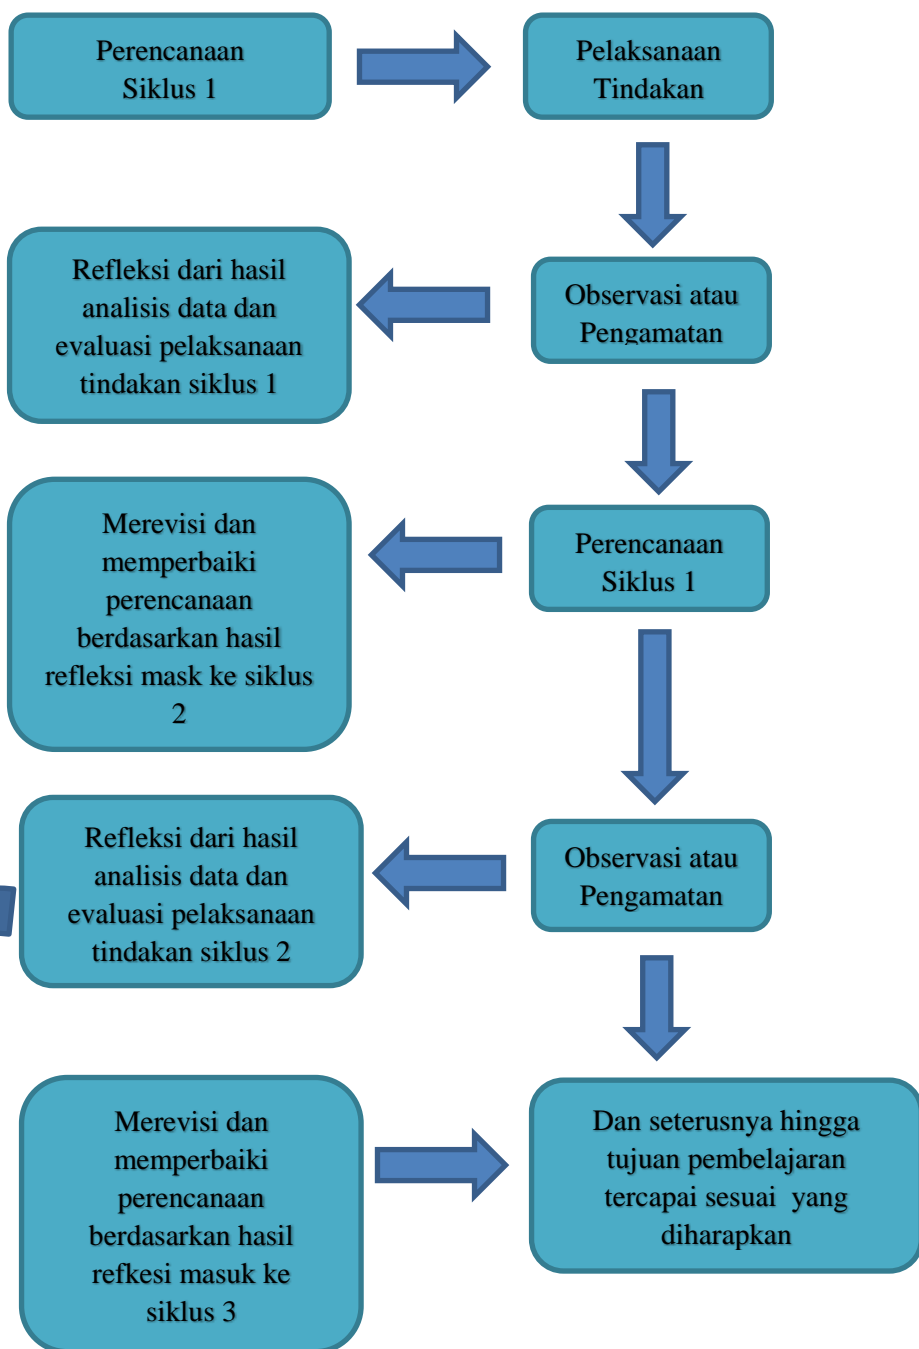 Perencanaan
Siklus 1
Pelaksanaan
Tindakan
Refleksi dari hasil
analisis data dan
evaluasi pelaksanaan
tindakan siklus 1
Observasi atau
Pengamatan
Merevisi dan
memperbaiki
perencanaan
berdasarkan hasil
refleksi mask ke siklus
2
Perencanaan
Siklus 1
Refleksi dari hasil
analisis data dan
evaluasi pelaksanaan
tindakan siklus 2
Observasi atau
Pengamatan
Merevisi dan
memperbaiki
perencanaan
berdasarkan hasil
refkesi masuk ke
siklus 3
Dan seterusnya hingga
tujuan pembelajaran
tercapai sesuai  yang
diharapkan